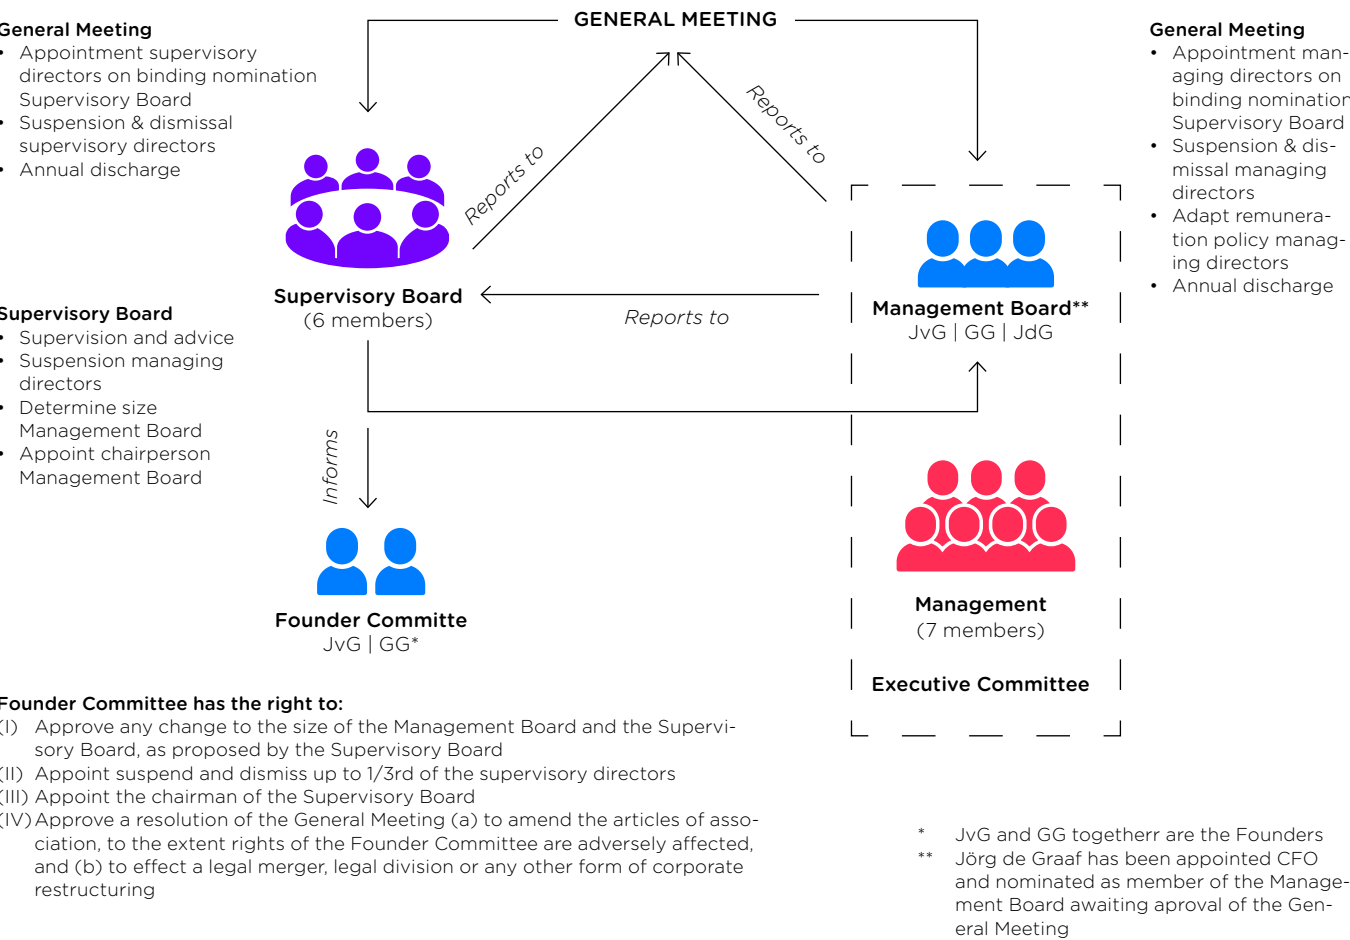 GENERAL MEETING
General Meeting
• Appointment supervisory
directors on binding nomination
Supervisory Board
• Suspension & dismissal
supervisory directors
• Annual discharge
General Meeting
• Appointment man-
aging directors on
binding nomination
Supervisory Board
• Suspension & dis-
missal managing
directors
• Adapt remunera-
tion policy manag-
ing directors
• Annual discharge
Reports to
Reports to
Supervisory Board
(6 members)
Reports to
Management Board**
JvG | GG | JdG
Supervisory Board
• Supervision and advice
• Suspension managing
directors
• Determine size
Management Board
• Appoint chairperson
Management Board
Informs
Founder Committe
JvG | GG*
Management
(7 members)
Executive Committee
Founder Committee has the right to:
(I) Approve any change to the size of the Management Board and the Supervi-
sory Board, as proposed by the Supervisory Board
(II) Appoint suspend and dismiss up to 1/3rd of the supervisory directors
(III) Appoint the chairman of the Supervisory Board
(IV) Approve a resolution of the General Meeting (a) to amend the articles of asso-
ciation, to the extent rights of the Founder Committee are adversely affected,
and (b) to effect a legal merger, legal division or any other form of corporate
restructuring
* JvG and GG togetherr are the Founders
** Jörg de Graaf has been appointed CFO
and nominated as member of the Manage-
ment Board awaiting aproval of the Gen-
eral Meeting